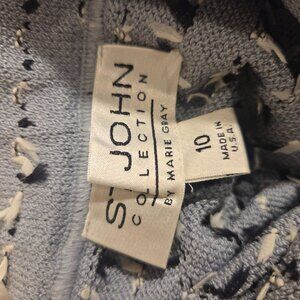 ST. JOHN
COLLECTION
BY MARIE GRAY
10
MADE IN
U.S.A.